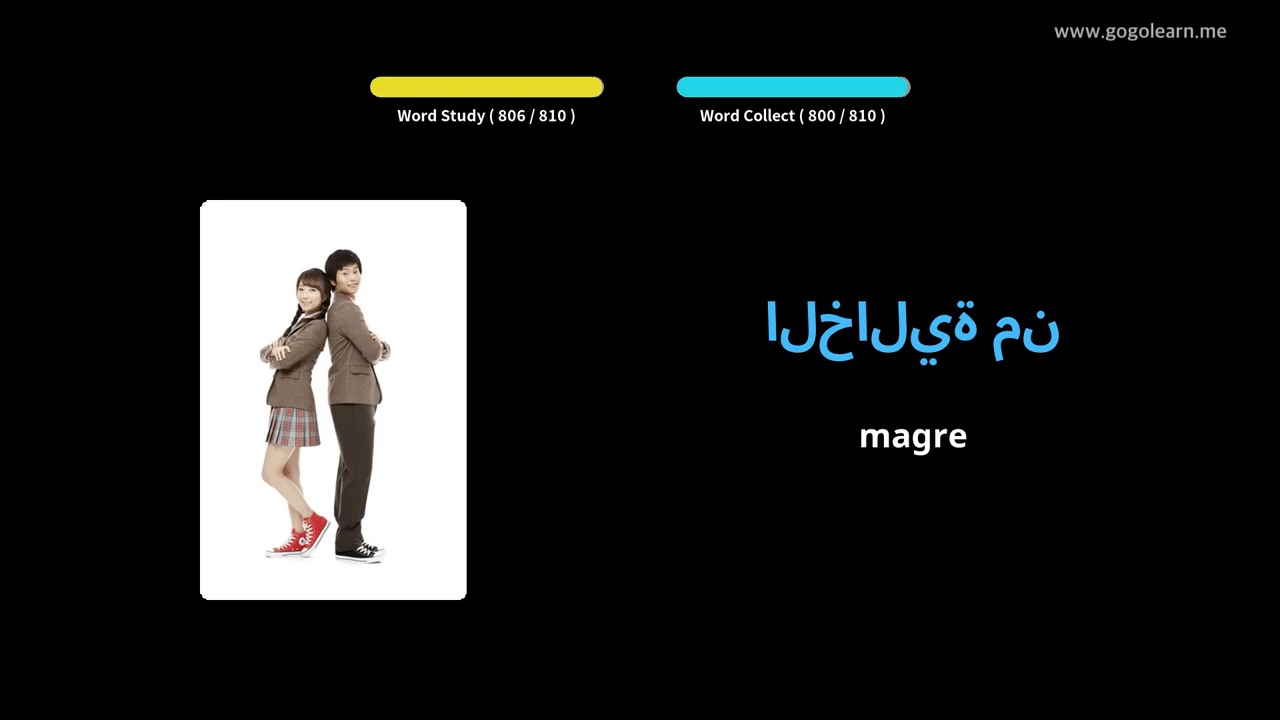 www.gogolearn.me
Word Study ( 806 / 810 )
Word Collect ( 800 / 810 )
الخالية من
magre